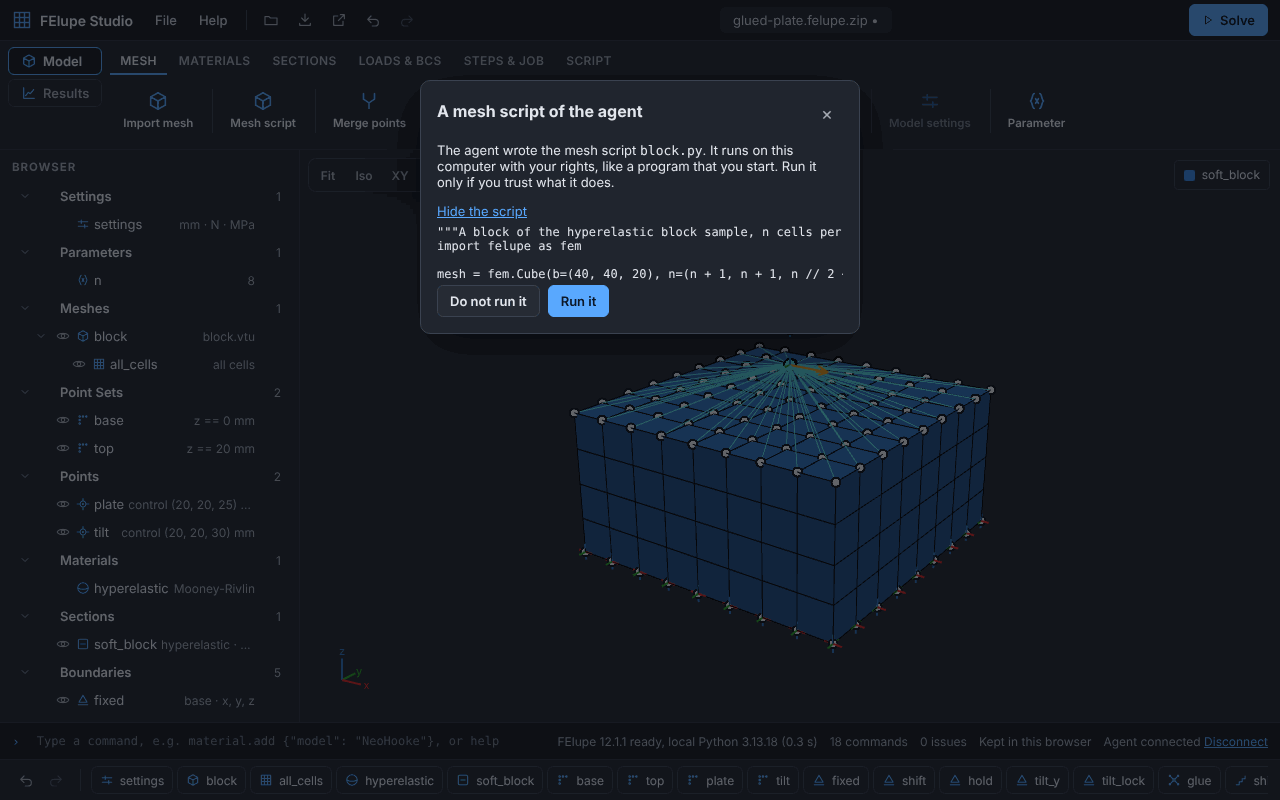 FElupe Studio File Help glued-plate.felupe.zip • Solve
Model MESH MATERIALS SECTIONS LOADS & BCS STEPS & JOB SCRIPT
Results
Import mesh Mesh script Merge points Model settings Parameter
A mesh script of the agent
The agent wrote the mesh script block.py. It runs on this
computer with your rights, like a program that you start. Run it
only if you trust what it does.
Hide the script
"""A block of the hyperelastic block sample, n cells per
import felupe as fem
mesh = fem.Cube(b=(40, 40, 20), n=(n + 1, n + 1, n // 2
Do not run it Run it
BROWSER
Settings 1
settings mm · N · MPa
Parameters 1
n 8
Meshes 1
block block.vtu
all_cells all cells
Point Sets 2
base z == 0 mm
top z == 20 mm
Points 2
plate control (20, 20, 25) ...
tilt control (20, 20, 30) mm
Materials 1
hyperelastic Mooney-Rivlin
Sections 1
soft_block hyperelastic · ...
Boundaries 5
fixed base · x, y, z
Fit Iso XY
soft_block
z
y
x
› Type a command, e.g. material.add {"model": "NeoHooke"}, or help
FElupe 12.1.1 ready, local Python 3.13.18 (0.3 s) 18 commands 0 issues Kept in this browser Agent connected Disconnect
settings block all_cells hyperelastic soft_block base top plate tilt fixed shift hold tilt_y tilt_lock glue sh